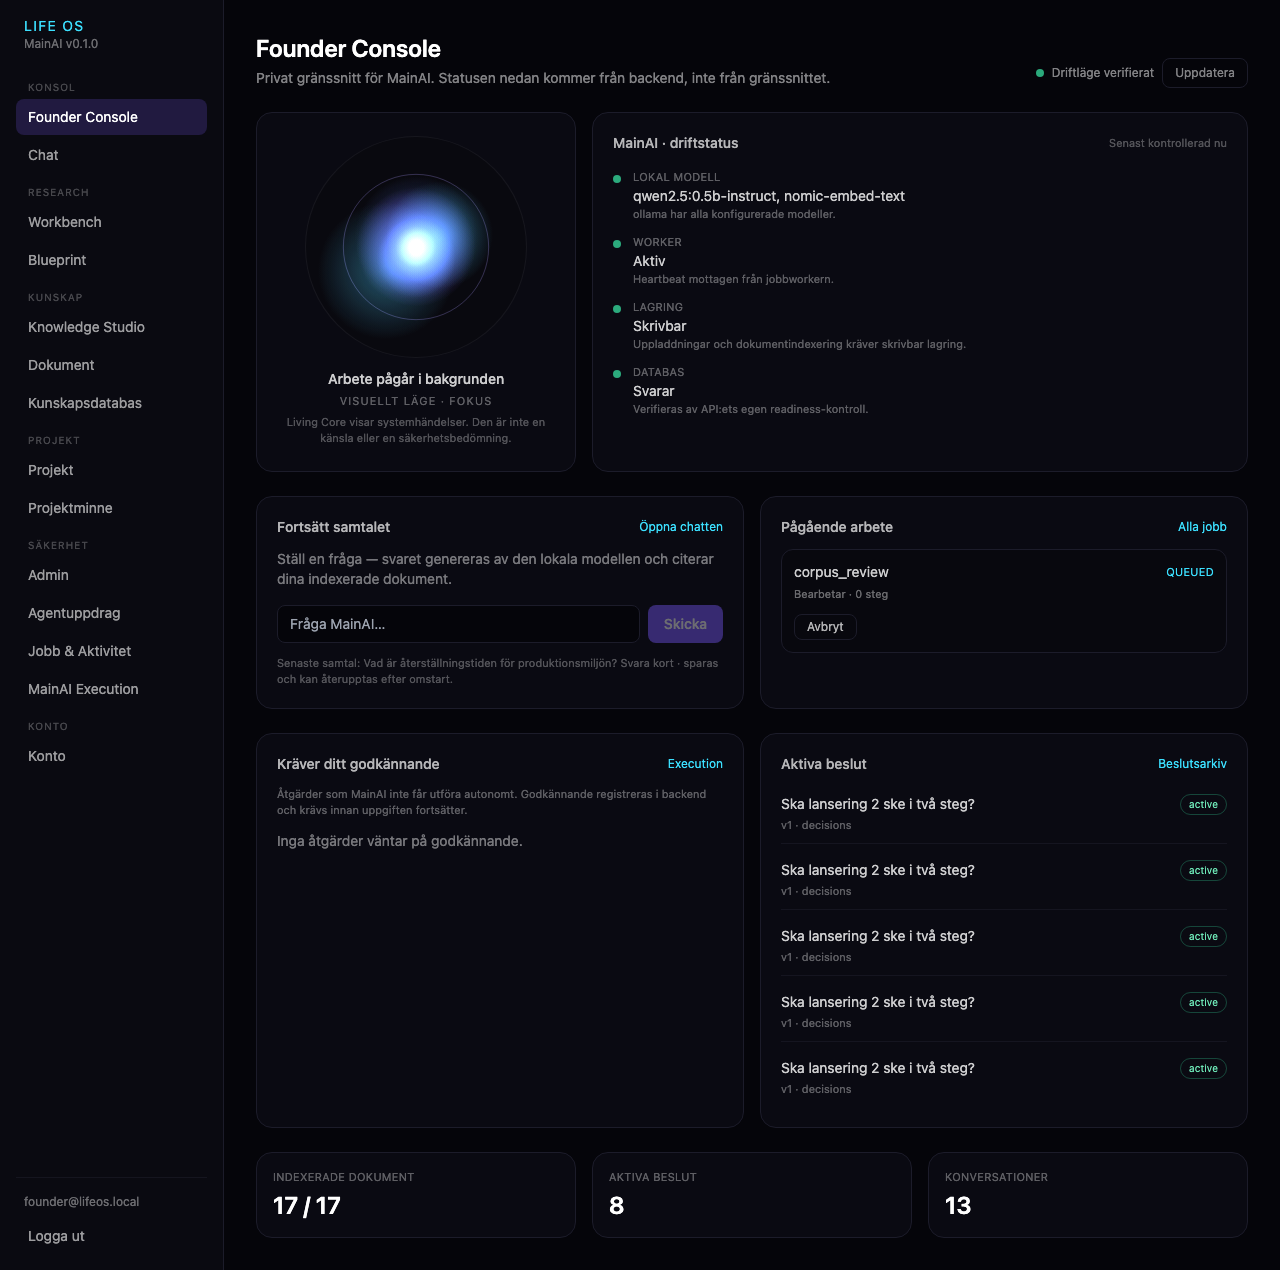 LIFE OS
MainAI v0.1.0
KONSOL
Founder Console
Chat
RESEARCH
Workbench
Blueprint
KUNSKAP
Knowledge Studio
Dokument
Kunskapsdatabas
PROJEKT
Projekt
Projektminne
SÄKERHET
Admin
Agentuppdrag
Jobb & Aktivitet
MainAI Execution
KONTO
Konto
founder@lifeos.local
Logga ut
Founder Console
Privat gränssnitt för MainAI. Statusen nedan kommer från backend, inte från gränssnittet.
Driftläge verifierat
Uppdatera
Arbete pågår i bakgrunden
VISUELLT LÄGE · FOKUS
Living Core visar systemhändelser. Den är inte en
känsla eller en säkerhetsbedömning.
MainAI · driftstatus
Senast kontrollerad nu
LOKAL MODELL
qwen2.5:0.5b-instruct, nomic-embed-text
ollama har alla konfigurerade modeller.
WORKER
Aktiv
Heartbeat mottagen från jobbworkern.
LAGRING
Skrivbar
Uppladdningar och dokumentindexering kräver skrivbar lagring.
DATABAS
Svarar
Verifieras av API:ets egen readiness-kontroll.
Fortsätt samtalet
Öppna chatten
Ställ en fråga — svaret genereras av den lokala modellen och citerar
dina indexerade dokument.
Fråga MainAI...
Skicka
Senaste samtal: Vad är återställningstiden för produktionsmiljön? Svara kort · sparas
och kan återupptas efter omstart.
Pågående arbete
Alla jobb
corpus_review
QUEUED
Bearbetar · 0 steg
Avbryt
Kräver ditt godkännande
Execution
Åtgärder som MainAI inte får utföra autonomt. Godkännande registreras i backend
och krävs innan uppgiften fortsätter.
Inga åtgärder väntar på godkännande.
Aktiva beslut
Beslutsarkiv
Ska lansering 2 ske i två steg?
active
v1 · decisions
Ska lansering 2 ske i två steg?
active
v1 · decisions
Ska lansering 2 ske i två steg?
active
v1 · decisions
Ska lansering 2 ske i två steg?
active
v1 · decisions
Ska lansering 2 ske i två steg?
active
v1 · decisions
INDEXERADE DOKUMENT
17 / 17
AKTIVA BESLUT
8
KONVERSATIONER
13